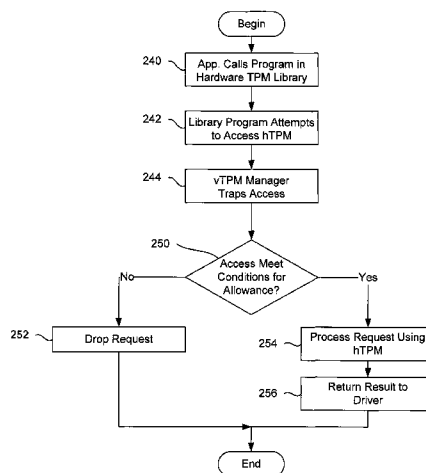 Begin
240
App. Calls Program in
Hardware TPM Library
242
Library Program Attempts
to Access hTPM
244
vTPM Manager
Traps Access
250
Access Meet
Conditions for
Allowance?
No
Yes
252
Drop Request
254
Process Request Using
hTPM
256
Return Result to
Driver
End